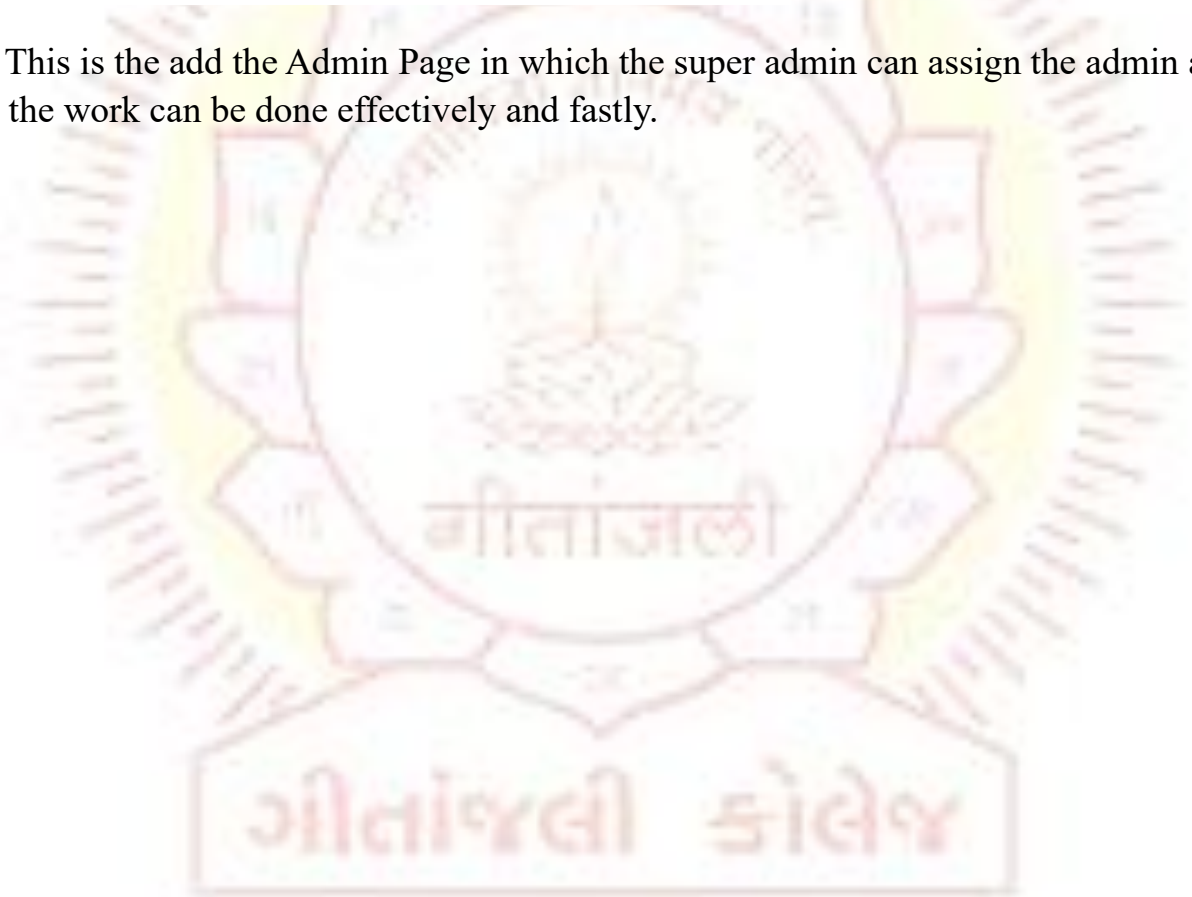 This is the add the Admin Page in which the super admin can assign the admin
the work can be done effectively and fastly.
गीतांजली
ગીતાંજલી કોલેજ